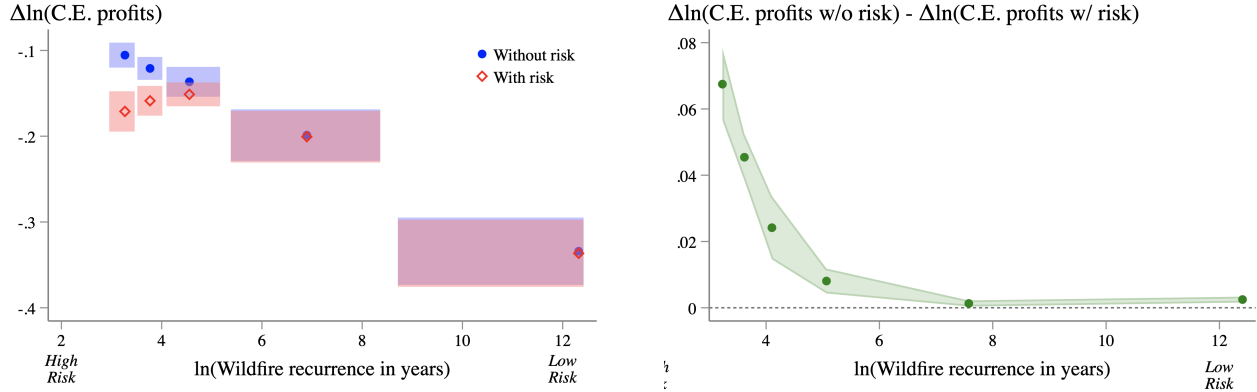 Δln(C.E. profits)
-.1
-.2
-.3
-.4
Without risk
With risk
2
4
6
8
10
12
High
Risk
ln(Wildfire recurrence in years)
Low
Risk
Δln(C.E. profits w/o risk) - Δln(C.E. profits w/ risk)
.08
.06
.04
.02
0
4
6
8
10
12
ln(Wildfire recurrence in years)
Low
Risk